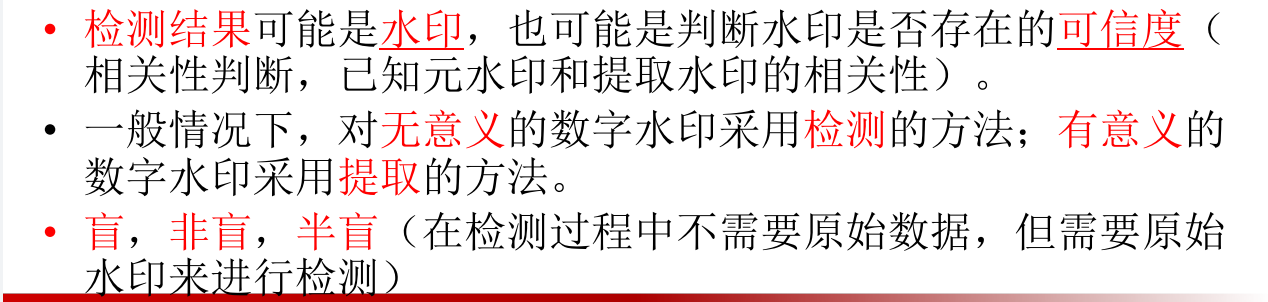 • 检测结果可能是水印，也可能是判断水印是否存在的可信度（
相关性判断，已知元水印和提取水印的相关性）。
• 一般情况下，对无意义的数字水印采用检测的方法；有意义的
数字水印采用提取的方法。
• 盲，非盲，半盲（在检测过程中不需要原始数据，但需要原始
水印来进行检测）